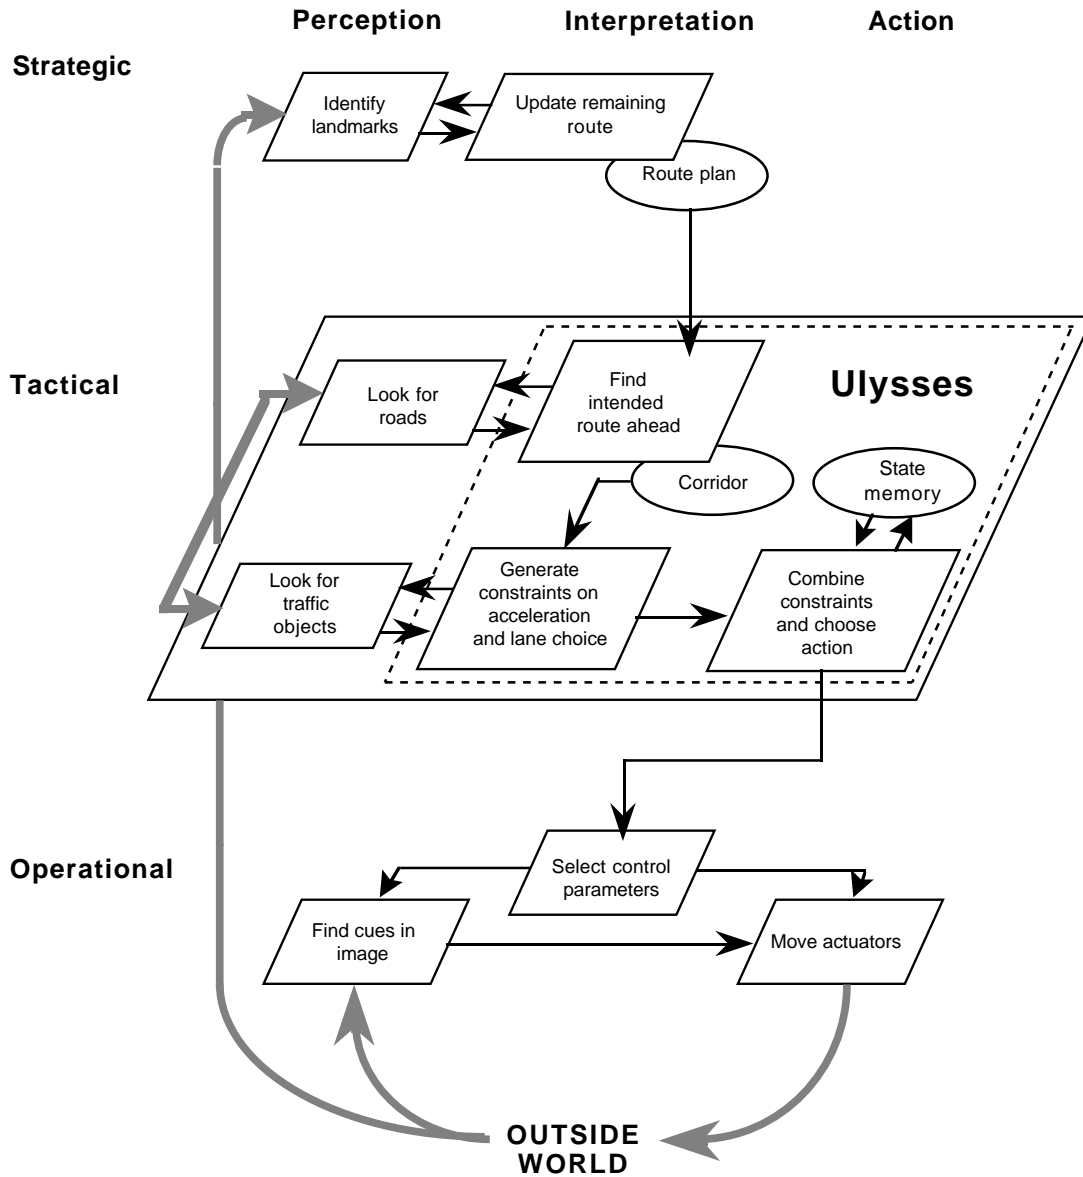 Perception
Interpretation
Action
Strategic
Identify
landmarks
Update remaining
route
Route plan
Tactical
Look for
roads
Find
intended
route ahead
Ulysses
Corridor
State
memory
Look for
traffic
objects
Generate
constraints on
acceleration
and lane choice
Combine
constraints
and choose
action
Operational
Select control
parameters
Find cues in
image
Move actuators
OUTSIDE
WORLD